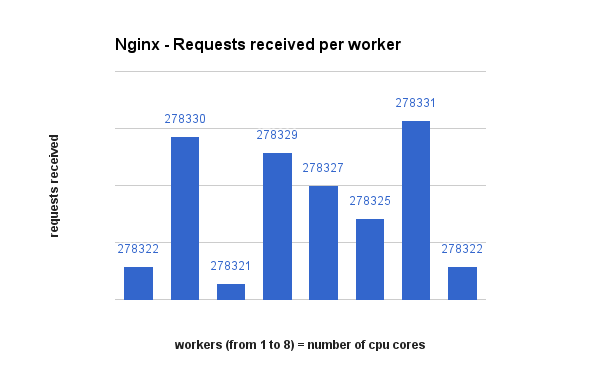 Nginx - Requests received per worker
278331
278330
278329
278327
278325
278322
278321
278322
requests received
workers (from 1 to 8) = number of cpu cores